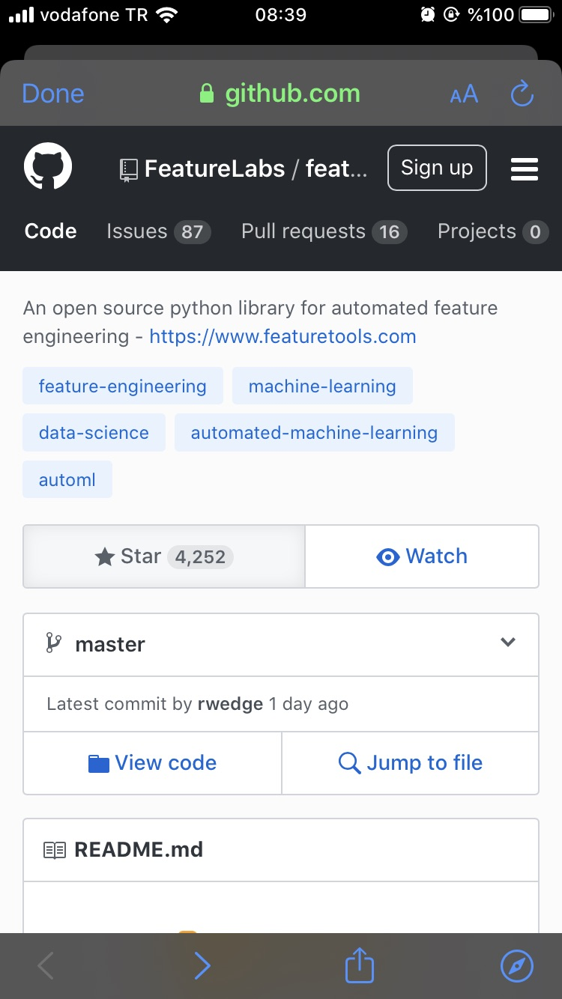 vodafone TR 08:39 %100
Done github.com AA
FeatureLabs / feat... Sign up
Code Issues 87 Pull requests 16 Projects 0
An open source python library for automated feature
engineering - https://www.featuretools.com
feature-engineering machine-learning
data-science automated-machine-learning
automl
Star 4,252 Watch
master
Latest commit by rwedge 1 day ago
View code Jump to file
README.md